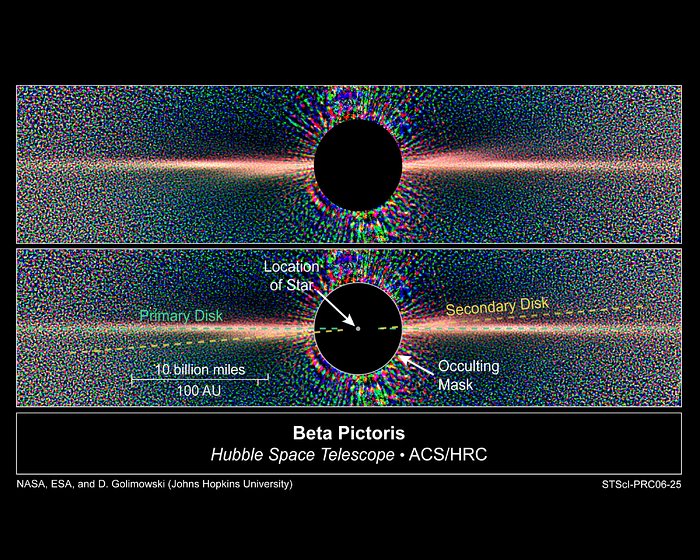 Location
of Star
Primary Disk
Secondary Disk
10 billion miles
100 AU
Occulting
Mask
Beta Pictoris
Hubble Space Telescope • ACS/HRC
NASA, ESA, and D. Golimowski (Johns Hopkins University)
STScI-PRC06-25